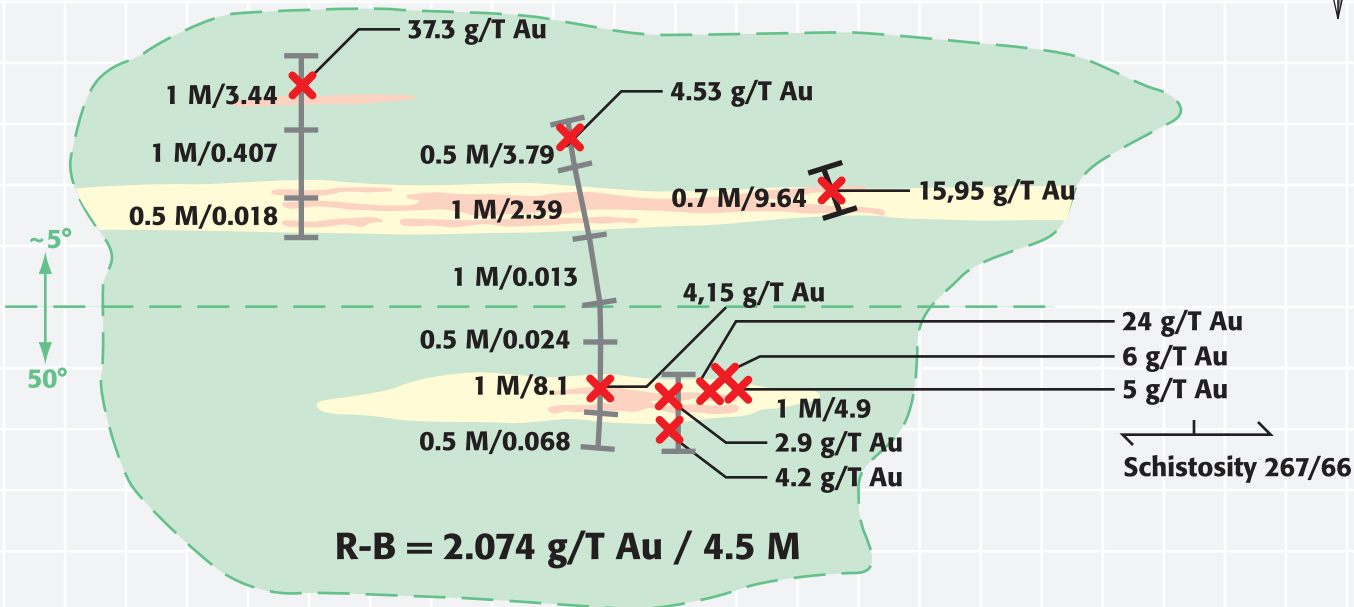 37.3 g/T Au
1 M/3.44
4.53 g/T Au
1 M/0.407
0.5 M/3.79
0.7 M/9.64
15,95 g/T Au
0.5 M/0.018
1 M/2.39
~5°
1 M/0.013
4,15 g/T Au
24 g/T Au
0.5 M/0.024
6 g/T Au
50°
1 M/8.1
5 g/T Au
1 M/4.9
0.5 M/0.068
2.9 g/T Au
Schistosity 267/66
4.2 g/T Au
R-B = 2.074 g/T Au / 4.5 M